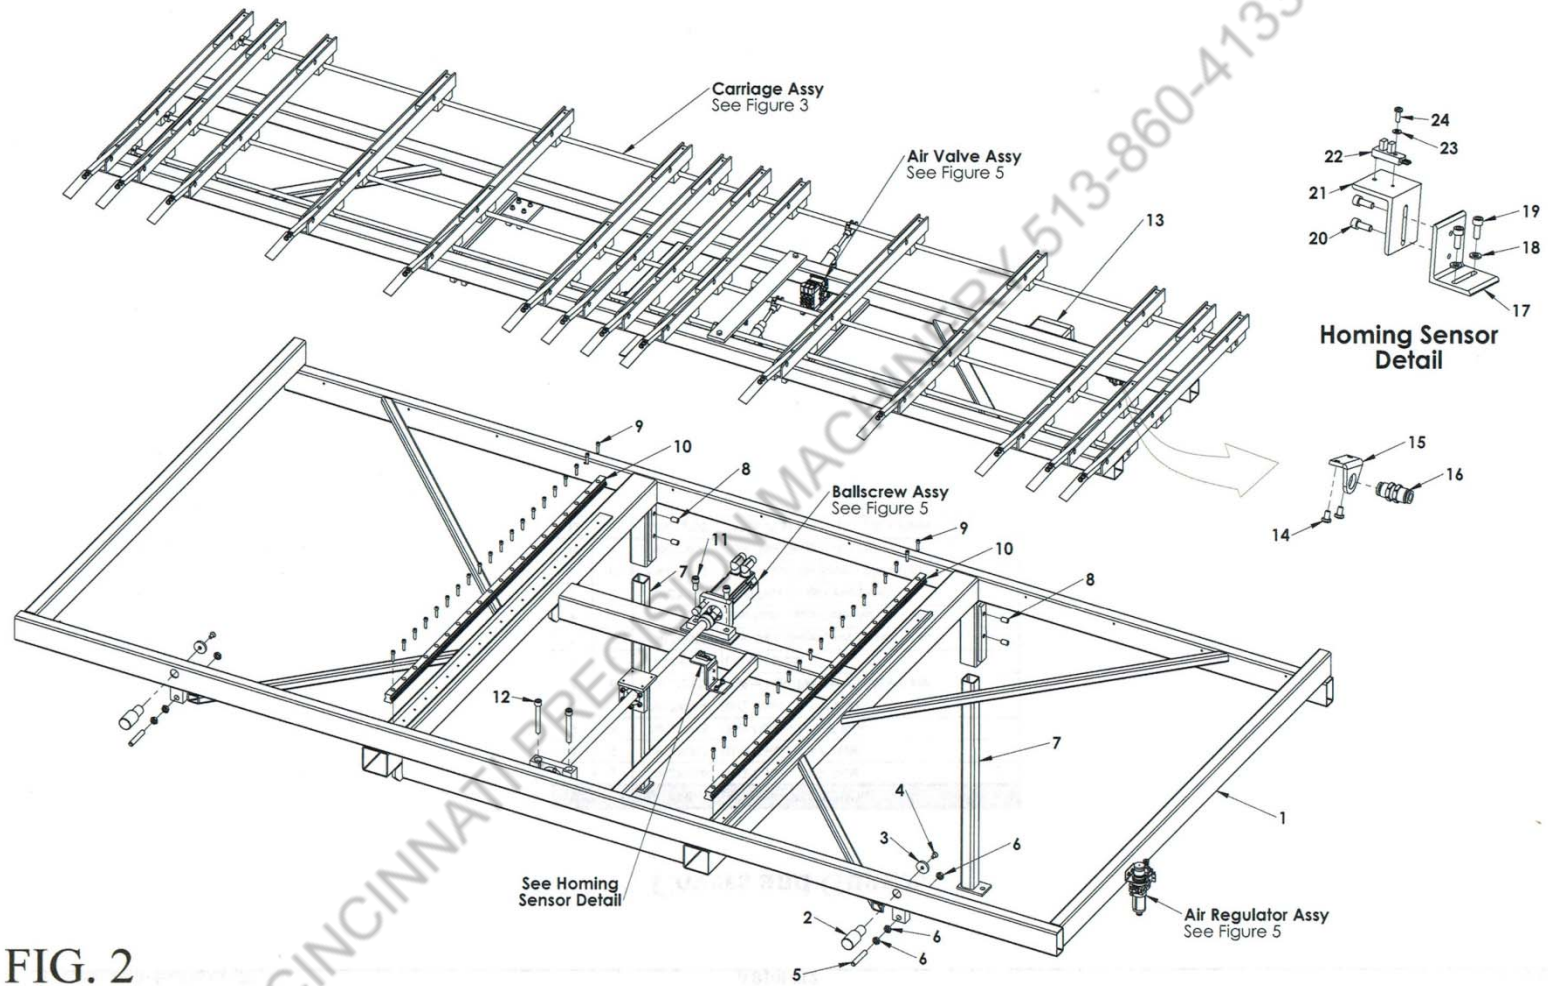 Carriage Assy
See Figure 3
Air Valve Assy
See Figure 5
13
24
23
22
21
20
19
18
17
Homing Sensor
Detail
15
16
14
9
10
8
Ballscrew Assy
See Figure 5
11
7
9
10
8
12
7
1
4
3
6
See Homing
Sensor Detail
2
6
6
5
Air Regulator Assy
See Figure 5
FIG. 2
CINCINNATI PRECISION MACHINERY 513-860-4133